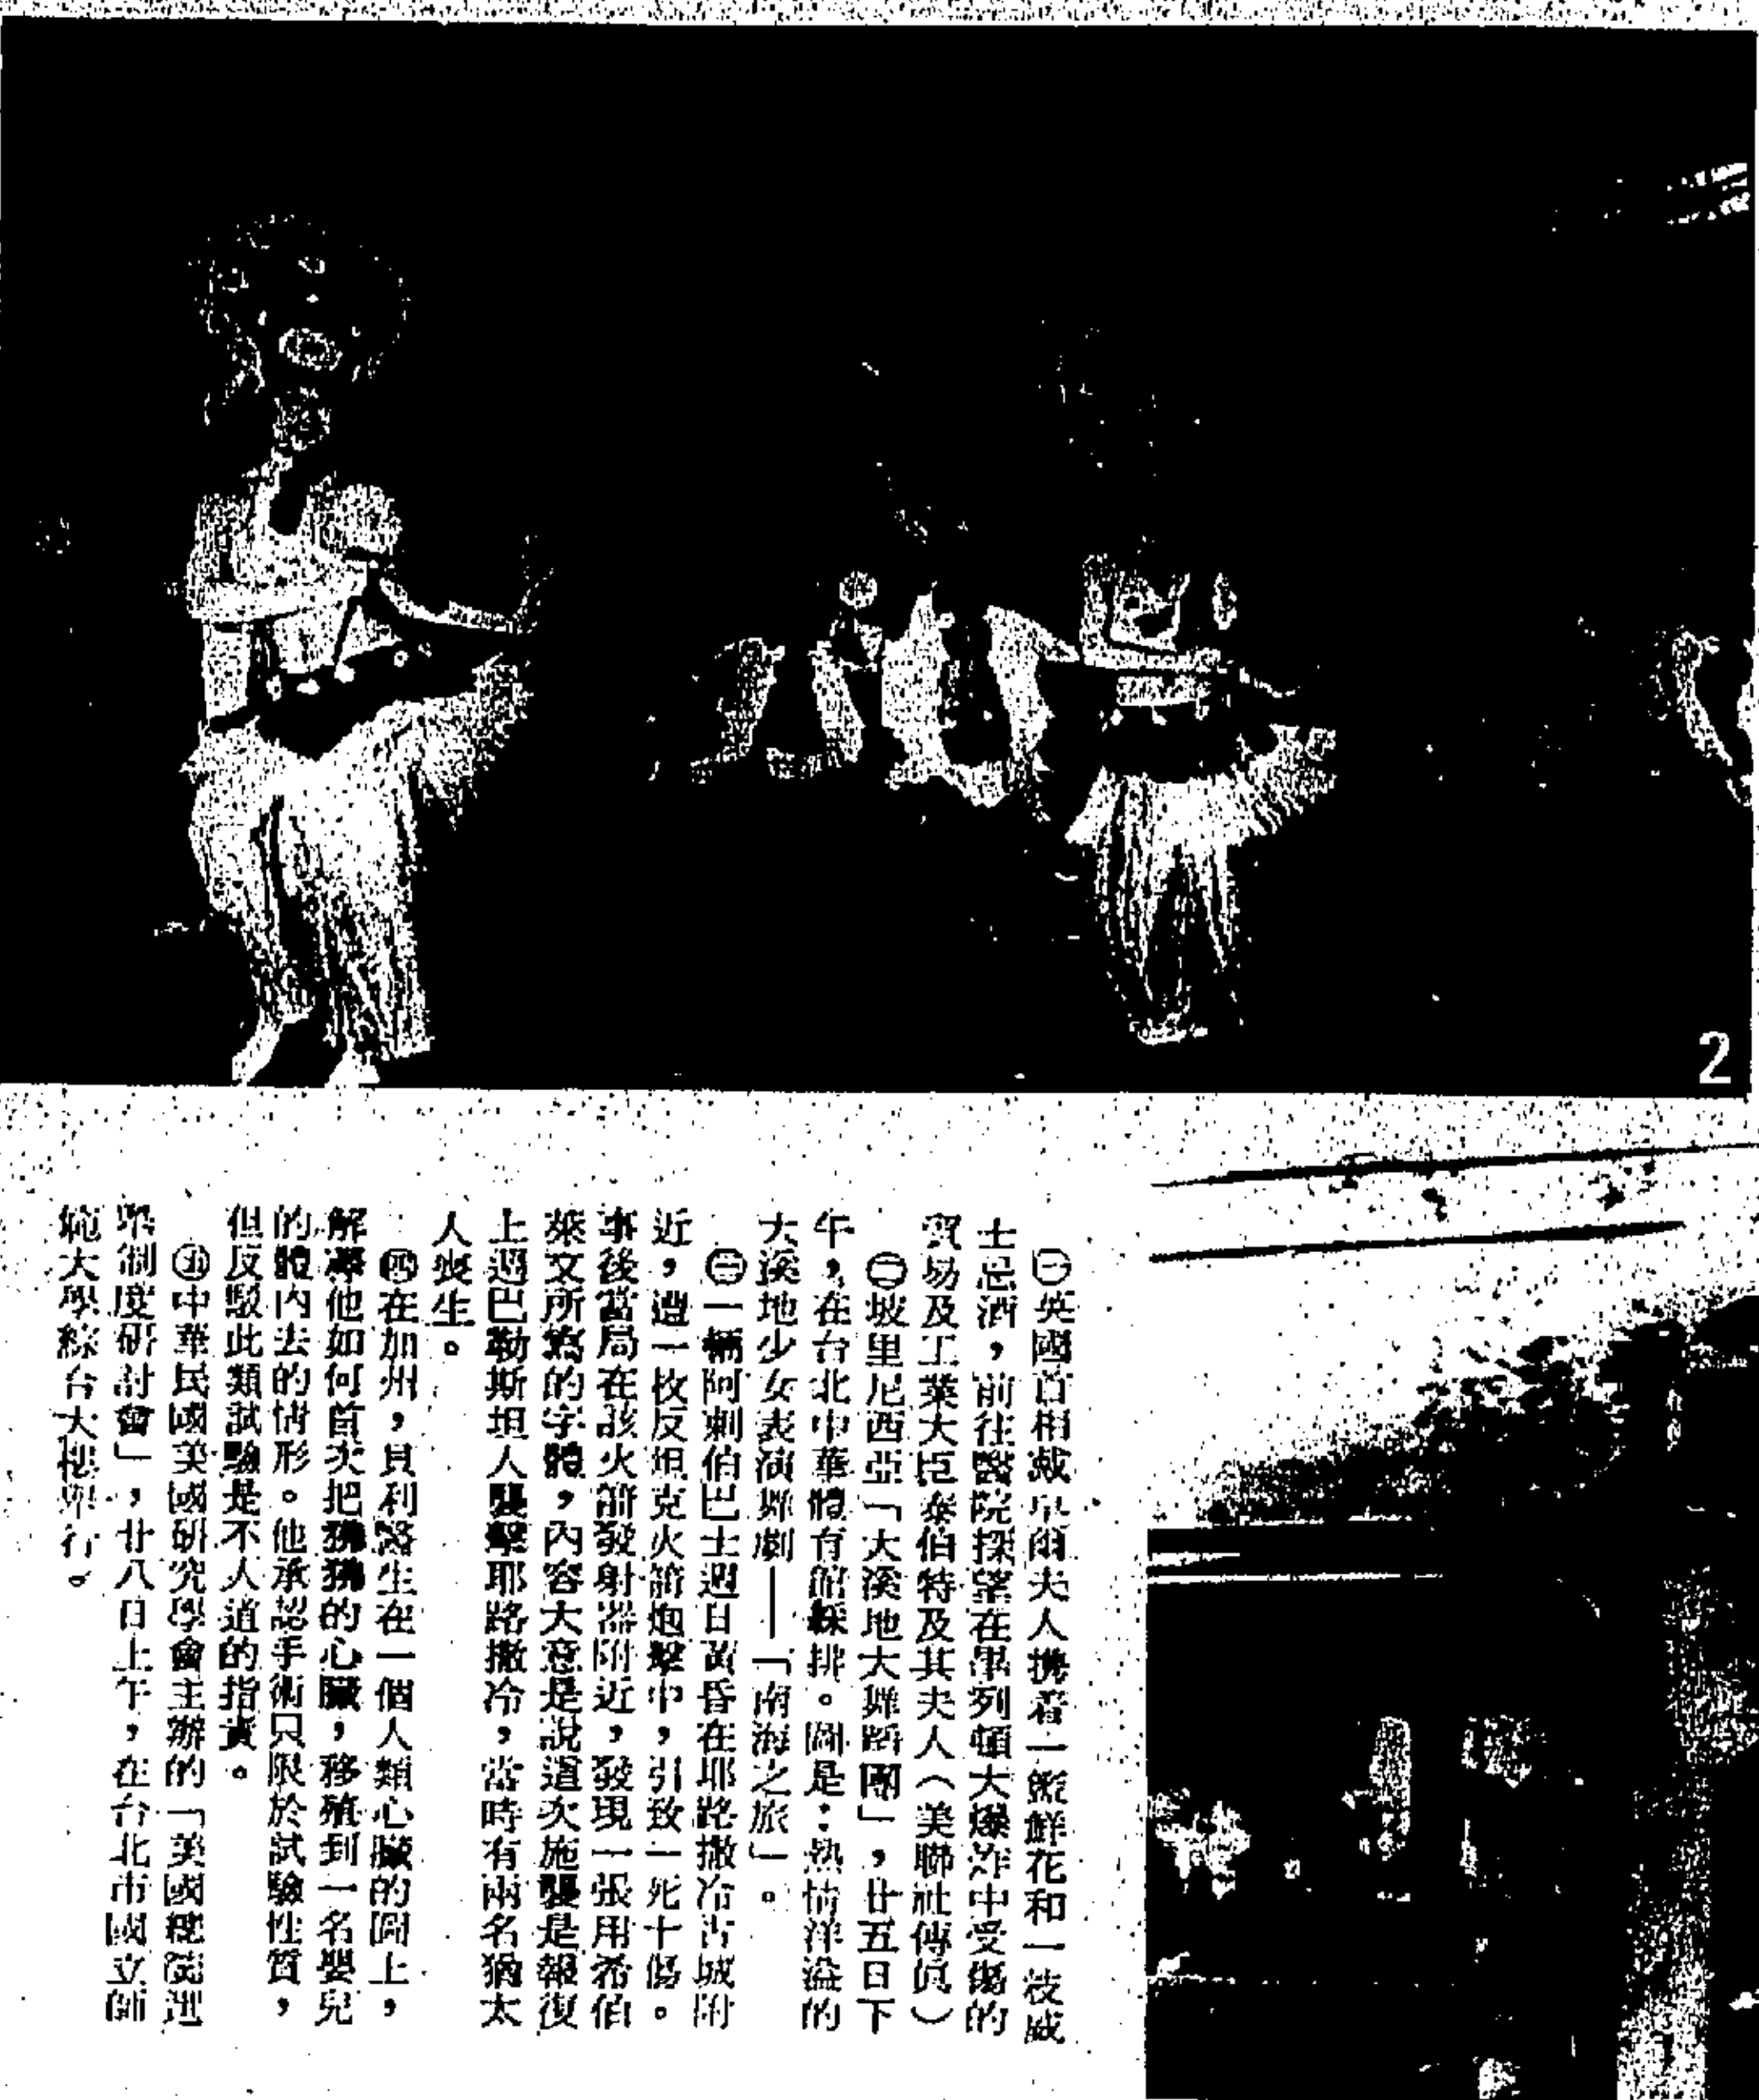 2
㊀英國首相戴卓爾夫人携着一籃鮮花和一枝威
士忌酒，前往醫院探望在布列頓大爆炸中受傷的
貿易及工業大臣泰伯特及其夫人（美聯社傳眞）
㊁坡里尼西亞「大溪地大舞蹈團」，廿五日下
午，在台北中華體育館綵排。圖是：熱情洋溢的
大溪地少女表演舞劇——「南海之旅」。
㊂一輛阿剌伯巴士週日黃昏在耶路撒冷古城附
近，遭一枚反坦克火箭炮擊中，引致一死十傷。
事後當局在該火箭發射器附近，發現一張用希伯
萊文所寫的字體，內容大意是說這次施襲是報復
上週巴勒斯坦人襲擊耶路撒冷，當時有兩名猶太
人喪生。
㊃在加州，貝利醫生在一個人類心臟的圖上，
解釋他如何首次把狒狒的心臟，移殖到一名嬰兒
的體內去的情形。他承認手術只限於試驗性質，
但反駁此類試驗是不人道的指責。
㊄中華民國美國研究學會主辦的「美國總統選
舉制度研討會」，廿八日上午，在台北市國立師
範大學綜合大樓舉行。